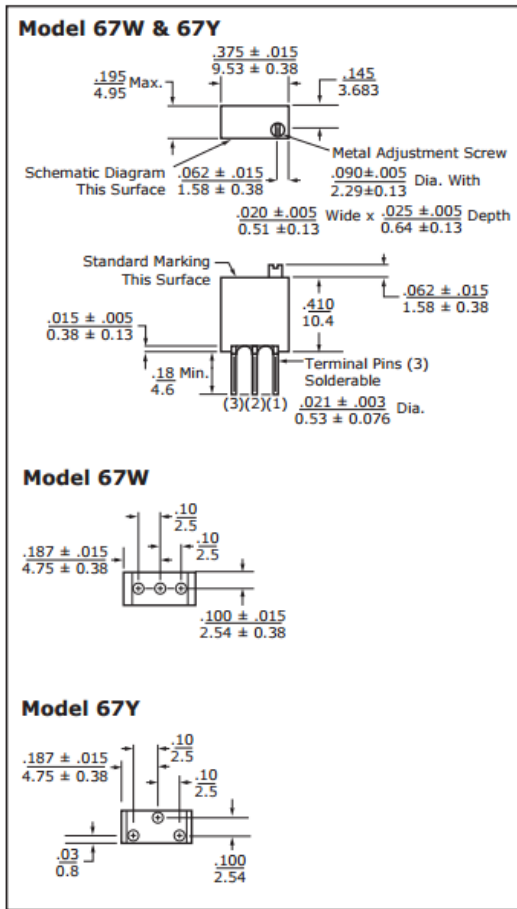 Model 67W & 67Y
.375 ± .015
9.53 ± 0.38
.195
4.95
Max.
.145
3.683
Metal Adjustment Screw
Schematic Diagram
This Surface
.062 ± .015
1.58 ± 0.38
.090±.005
2.29±0.13
Dia. With
.020 ±.005
0.51 ±0.13
Wide x
.025 ±.005
0.64 ±0.13
Depth
Standard Marking
This Surface
.410
10.4
.062 ± .015
1.58 ± 0.38
.015 ± .005
0.38 ± 0.13
.18
4.6
Min.
Terminal Pins (3)
Solderable
(3)(2)(1)
.021 ± .003
0.53 ± 0.076
Dia.
Model 67W
.10
2.5
.10
2.5
.187 ± .015
4.75 ± 0.38
.100 ± .015
2.54 ± 0.38
Model 67Y
.10
2.5
.187 ± .015
4.75 ± 0.38
.10
2.5
.03
0.8
.100
2.54